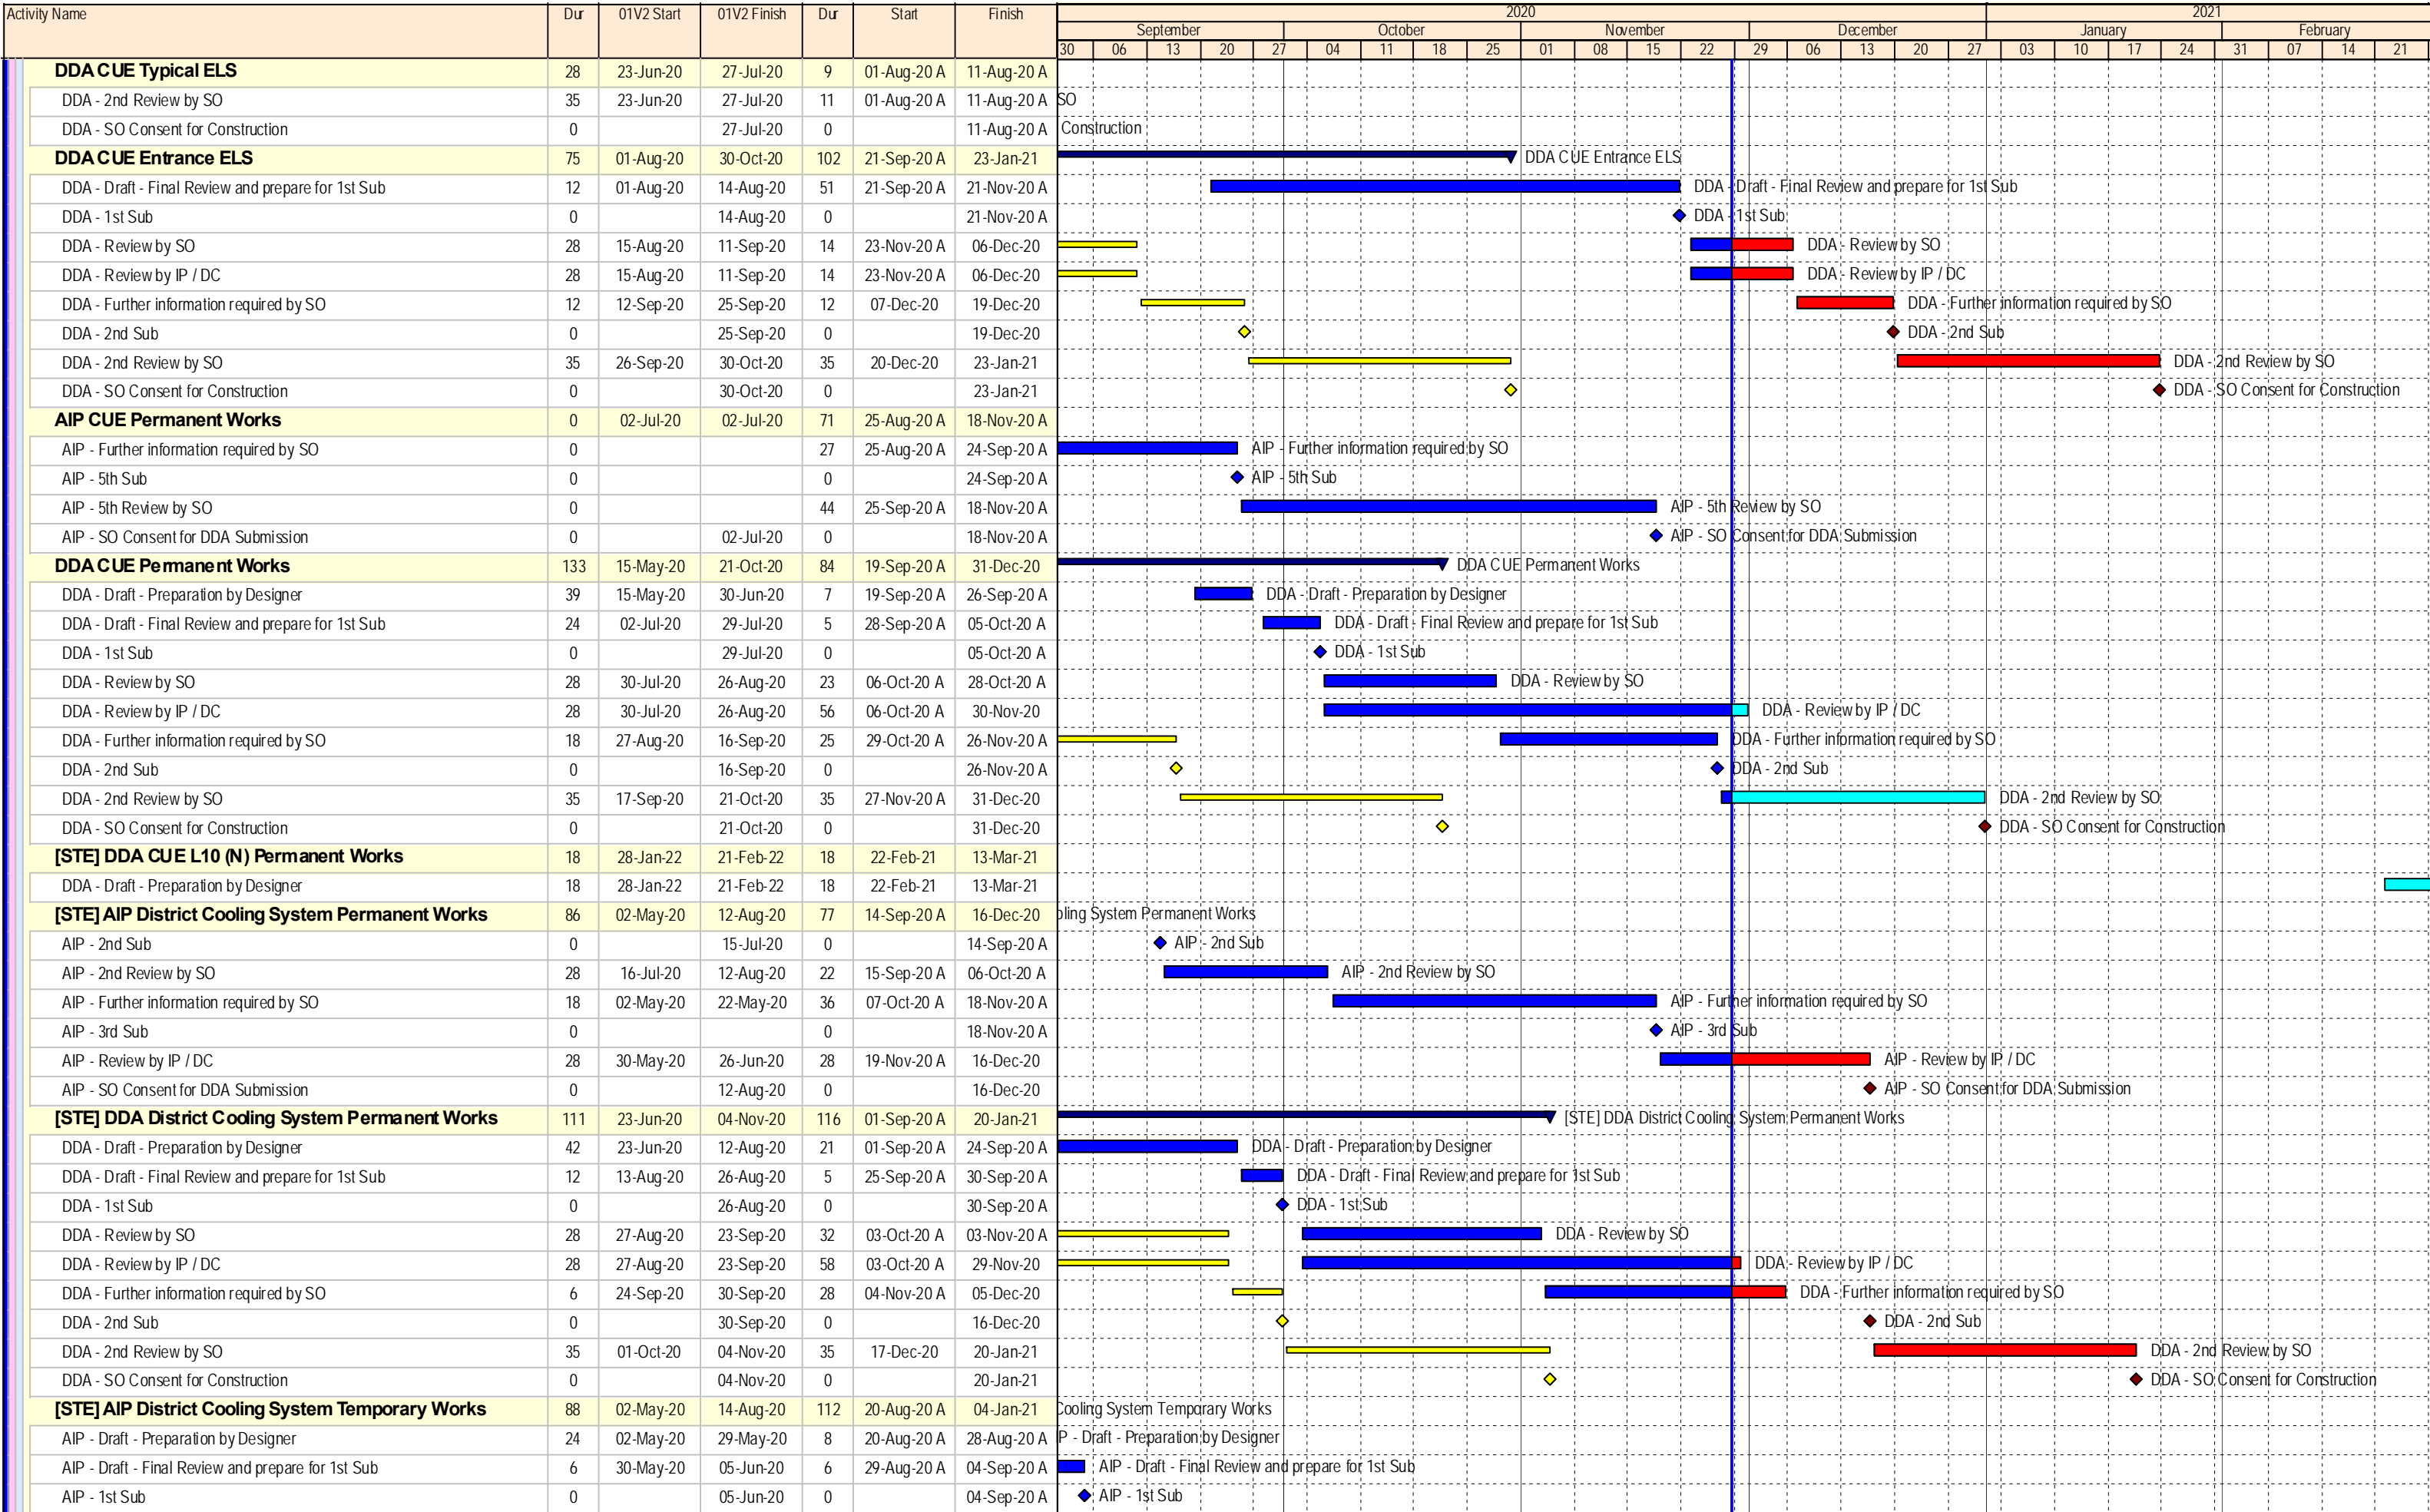 Activity Name Dur 01V2 Start 01V2 Finish Dur Start Finish 2020 2021
September October November December January February
30 06 13 20 27 04 11 18 25 01 08 15 22 29 06 13 20 27 03 10 17 24 31 07 14 21
DDA CUE Typical ELS 28 23-Jun-20 27-Jul-20 9 01-Aug-20 A 11-Aug-20 A
DDA - 2nd Review by SO 35 23-Jun-20 27-Jul-20 11 01-Aug-20 A 11-Aug-20 A SO
DDA - SO Consent for Construction 0 27-Jul-20 0 11-Aug-20 A Construction
DDA CUE Entrance ELS 75 01-Aug-20 30-Oct-20 102 21-Sep-20 A 23-Jan-21 DDA CUE Entrance ELS
DDA - Draft - Final Review and prepare for 1st Sub 12 01-Aug-20 14-Aug-20 51 21-Sep-20 A 21-Nov-20 A DDA - Draft - Final Review and prepare for 1st Sub
DDA - 1st Sub 0 14-Aug-20 0 21-Nov-20 A DDA - 1st Sub
DDA - Review by SO 28 15-Aug-20 11-Sep-20 14 23-Nov-20 A 06-Dec-20 DDA - Review by SO
DDA - Review by IP / DC 28 15-Aug-20 11-Sep-20 14 23-Nov-20 A 06-Dec-20 DDA - Review by IP / DC
DDA - Further information required by SO 12 12-Sep-20 25-Sep-20 12 07-Dec-20 19-Dec-20 DDA - Further information required by SO
DDA - 2nd Sub 0 25-Sep-20 0 19-Dec-20 DDA - 2nd Sub
DDA - 2nd Review by SO 35 26-Sep-20 30-Oct-20 35 20-Dec-20 23-Jan-21 DDA - 2nd Review by SO
DDA - SO Consent for Construction 0 30-Oct-20 0 23-Jan-21 DDA - SO Consent for Construction
AIP CUE Permanent Works 0 02-Jul-20 02-Jul-20 71 25-Aug-20 A 18-Nov-20 A
AIP - Further information required by SO 0 27 25-Aug-20 A 24-Sep-20 A AIP - Further information required by SO
AIP - 5th Sub 0 0 24-Sep-20 A AIP - 5th Sub
AIP - 5th Review by SO 0 44 25-Sep-20 A 18-Nov-20 A AIP - 5th Review by SO
AIP - SO Consent for DDA Submission 0 02-Jul-20 0 18-Nov-20 A AIP - SO Consent for DDA Submission
DDA CUE Permanent Works 133 15-May-20 21-Oct-20 84 19-Sep-20 A 31-Dec-20 DDA CUE Permanent Works
DDA - Draft - Preparation by Designer 39 15-May-20 30-Jun-20 7 19-Sep-20 A 26-Sep-20 A DDA - Draft - Preparation by Designer
DDA - Draft - Final Review and prepare for 1st Sub 24 02-Jul-20 29-Jul-20 5 28-Sep-20 A 05-Oct-20 A DDA - Draft - Final Review and prepare for 1st Sub
DDA - 1st Sub 0 29-Jul-20 0 05-Oct-20 A DDA - 1st Sub
DDA - Review by SO 28 30-Jul-20 26-Aug-20 23 06-Oct-20 A 28-Oct-20 A DDA - Review by SO
DDA - Review by IP / DC 28 30-Jul-20 26-Aug-20 56 06-Oct-20 A 30-Nov-20 DDA - Review by IP / DC
DDA - Further information required by SO 18 27-Aug-20 16-Sep-20 25 29-Oct-20 A 26-Nov-20 A DDA - Further information required by SO
DDA - 2nd Sub 0 16-Sep-20 0 26-Nov-20 A DDA - 2nd Sub
DDA - 2nd Review by SO 35 17-Sep-20 21-Oct-20 35 27-Nov-20 A 31-Dec-20 DDA - 2nd Review by SO
DDA - SO Consent for Construction 0 21-Oct-20 0 31-Dec-20 DDA - SO Consent for Construction
[STE] DDA CUE L10 (N) Permanent Works 18 28-Jan-22 21-Feb-22 18 22-Feb-21 13-Mar-21
DDA - Draft - Preparation by Designer 18 28-Jan-22 21-Feb-22 18 22-Feb-21 13-Mar-21
[STE] AIP District Cooling System Permanent Works 86 02-May-20 12-Aug-20 77 14-Sep-20 A 16-Dec-20 oling System Permanent Works
AIP - 2nd Sub 0 15-Jul-20 0 14-Sep-20 A AIP - 2nd Sub
AIP - 2nd Review by SO 28 16-Jul-20 12-Aug-20 22 15-Sep-20 A 06-Oct-20 A AIP - 2nd Review by SO
AIP - Further information required by SO 18 02-May-20 22-May-20 36 07-Oct-20 A 18-Nov-20 A AIP - Further information required by SO
AIP - 3rd Sub 0 0 18-Nov-20 A AIP - 3rd Sub
AIP - Review by IP / DC 28 30-May-20 26-Jun-20 28 19-Nov-20 A 16-Dec-20 AIP - Review by IP / DC
AIP - SO Consent for DDA Submission 0 12-Aug-20 0 16-Dec-20 AIP - SO Consent for DDA Submission
[STE] DDA District Cooling System Permanent Works 111 23-Jun-20 04-Nov-20 116 01-Sep-20 A 20-Jan-21 [STE] DDA District Cooling System Permanent Works
DDA - Draft - Preparation by Designer 42 23-Jun-20 12-Aug-20 21 01-Sep-20 A 24-Sep-20 A DDA - Draft - Preparation by Designer
DDA - Draft - Final Review and prepare for 1st Sub 12 13-Aug-20 26-Aug-20 5 25-Sep-20 A 30-Sep-20 A DDA - Draft - Final Review and prepare for 1st Sub
DDA - 1st Sub 0 26-Aug-20 0 30-Sep-20 A DDA - 1st Sub
DDA - Review by SO 28 27-Aug-20 23-Sep-20 32 03-Oct-20 A 03-Nov-20 A DDA - Review by SO
DDA - Review by IP / DC 28 27-Aug-20 23-Sep-20 58 03-Oct-20 A 29-Nov-20 DDA - Review by IP / DC
DDA - Further information required by SO 6 24-Sep-20 30-Sep-20 28 04-Nov-20 A 05-Dec-20 DDA - Further information required by SO
DDA - 2nd Sub 0 30-Sep-20 0 16-Dec-20 DDA - 2nd Sub
DDA - 2nd Review by SO 35 01-Oct-20 04-Nov-20 35 17-Dec-20 20-Jan-21 DDA - 2nd Review by SO
DDA - SO Consent for Construction 0 04-Nov-20 0 20-Jan-21 DDA - SO Consent for Construction
[STE] AIP District Cooling System Temporary Works 88 02-May-20 14-Aug-20 112 20-Aug-20 A 04-Jan-21 Cooling System Temporary Works
AIP - Draft - Preparation by Designer 24 02-May-20 29-May-20 8 20-Aug-20 A 28-Aug-20 A P - Draft - Preparation by Designer
AIP - Draft - Final Review and prepare for 1st Sub 6 30-May-20 05-Jun-20 6 29-Aug-20 A 04-Sep-20 A AIP - Draft - Final Review and prepare for 1st Sub
AIP - 1st Sub 0 05-Jun-20 0 04-Sep-20 A AIP - 1st Sub